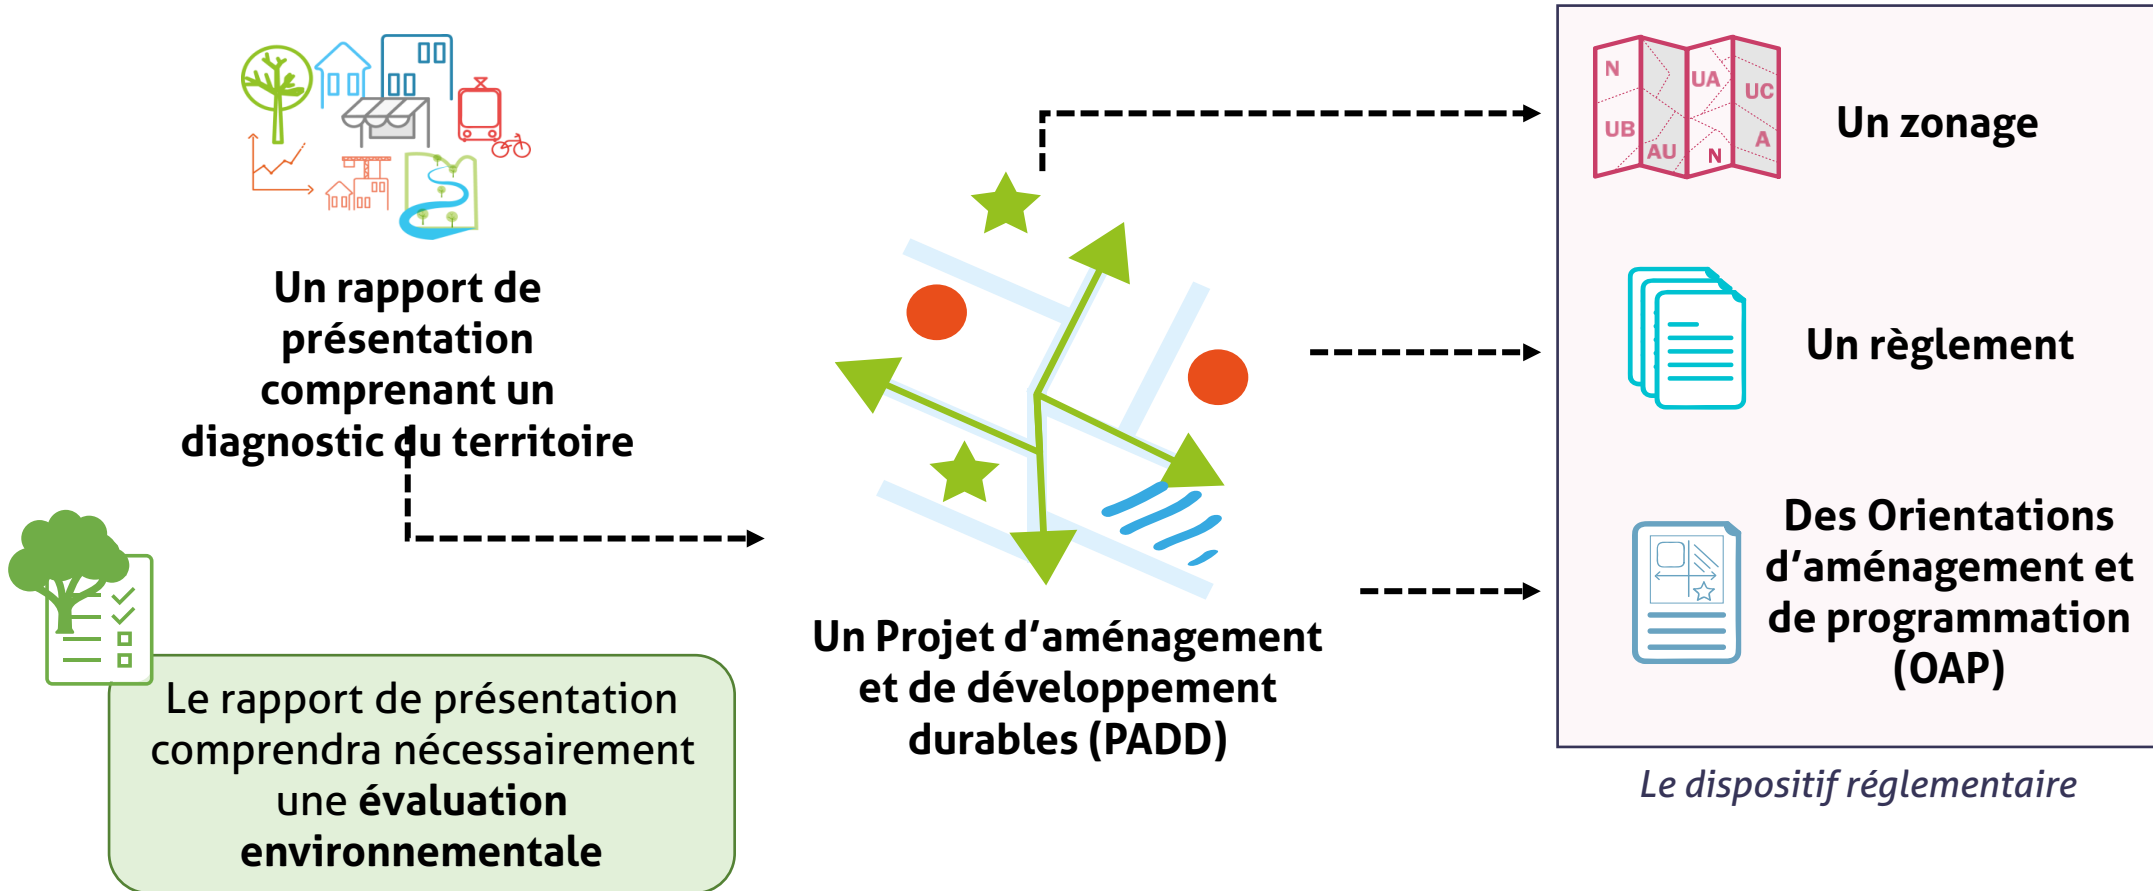 Un rapport de
présentation
comprenant un
diagnostic du territoire
Le rapport de présentation
comprendra nécessairement
une évaluation
environnementale
Un Projet d’aménagement
et de développement
durables (PADD)
N
UA
UC
UB
AU
N
A
Un zonage
Un règlement
Des Orientations
d’aménagement et
de programmation
(OAP)
Le dispositif réglementaire